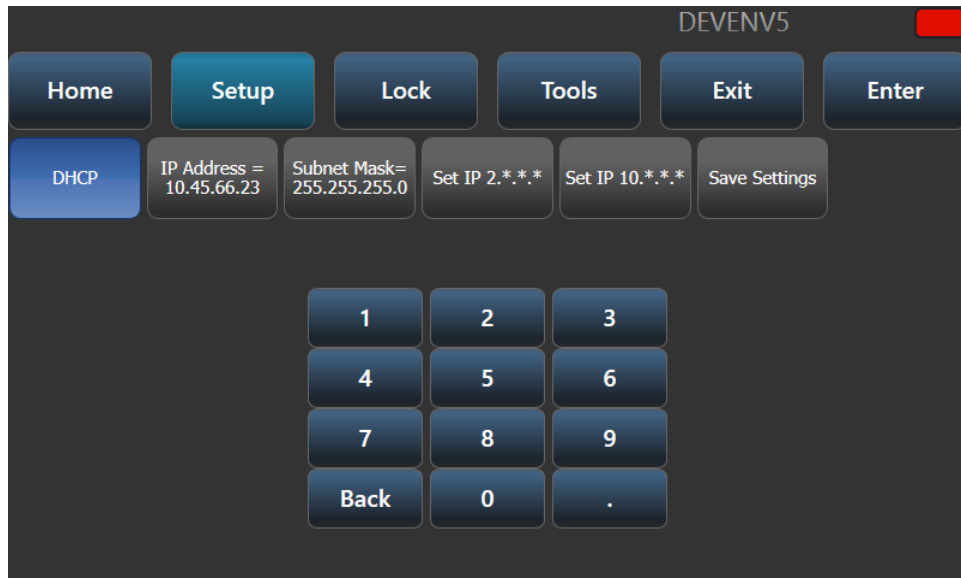 DEVENV5
Home Setup Lock Tools Exit Enter
DHCP
IP Address =
10.45.66.23
Subnet Mask=
255.255.255.0
Set IP 2.*.*.*
Set IP 10.*.*.*
Save Settings
1 2 3
4 5 6
7 8 9
Back 0 .